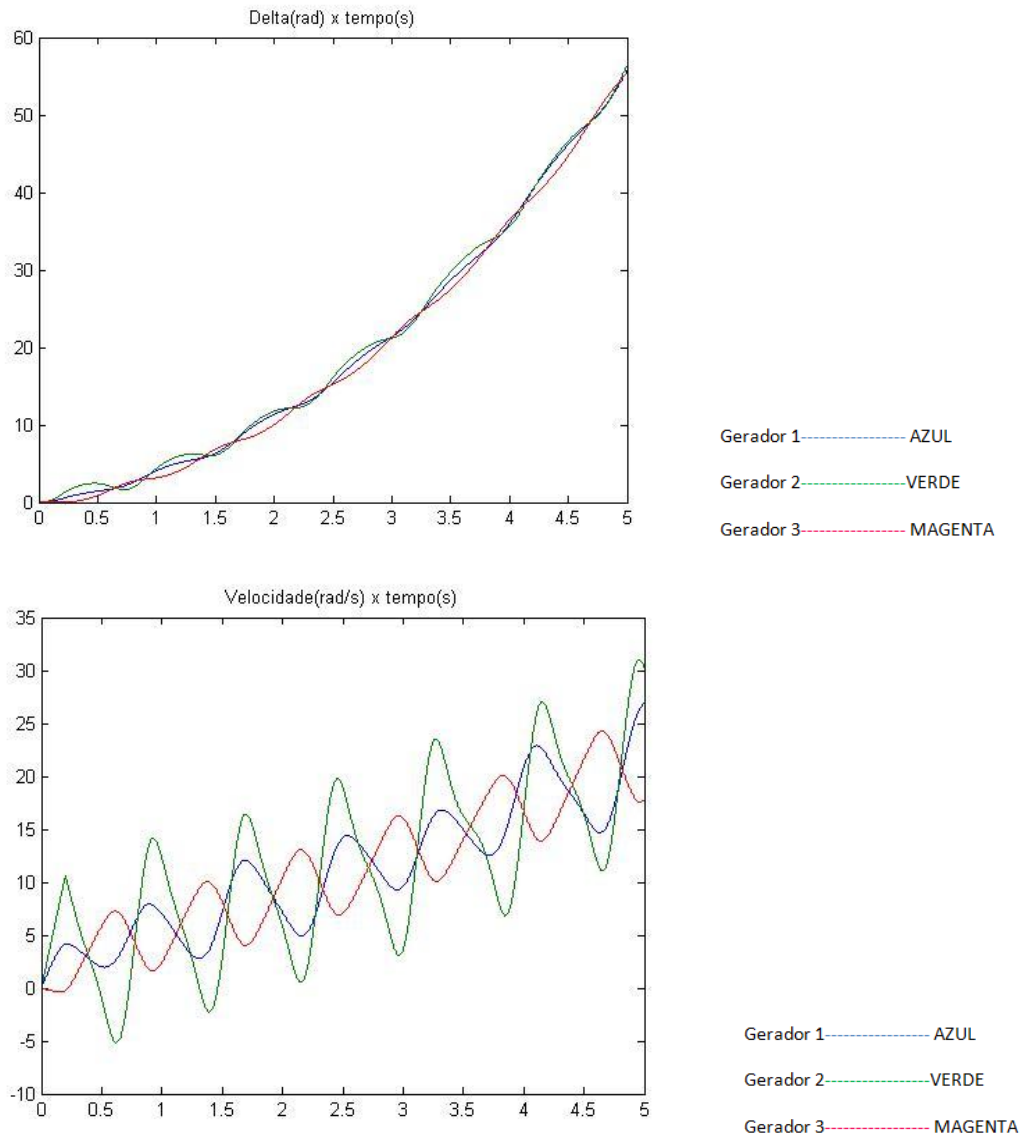 Delta(rad) x tempo(s)
60
50
40
30
20
10
0
0 0.5 1 1.5 2 2.5 3 3.5 4 4.5 5
Gerador 1-------------------- AZUL
Gerador 2--------------------VERDE
Gerador 3-------------------- MAGENTA
Velocidade(rad/s) x tempo(s)
35
30
25
20
15
10
5
0
-5
-10
0 0.5 1 1.5 2 2.5 3 3.5 4 4.5 5
Gerador 1-------------------- AZUL
Gerador 2--------------------VERDE
Gerador 3-------------------- MAGENTA